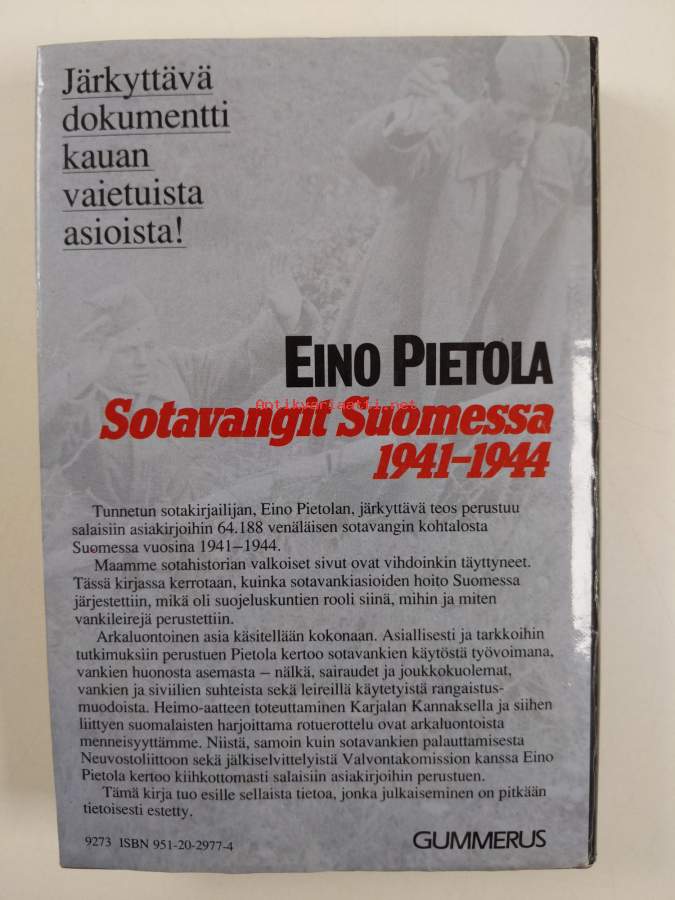 Järkyttävä
dokumentti
kauan
vaietuista
asioista!
EINO PIETOLA
Antikvariaatti.net
Sotavangit Suomessa
1941–1944
Tunnetun sotakirjailijan, Eino Pietolan, järkyttävä teos perustuu
salaisiin asiakirjoihin 64.188 venäläisen sotavangin kohtalosta
Suomessa vuosina 1941–1944.
Maamme sotahistorian valkoiset sivut ovat vihdoinkin täyttyneet.
Tässä kirjassa kerrotaan, kuinka sotavankiasioiden hoito Suomessa
järjestettiin, mikä oli suojeluskuntien rooli siinä, mihin ja miten
vankileirejä perustettiin.
Arkaluontoinen asia käsitellään kokonaan. Asiallisesti ja tarkkoihin
tutkimuksiin perustuen Pietola kertoo sotavankien käytöstä työvoimana,
vankien huonosta asemasta – nälkä, sairaudet ja joukkokuolemat,
vankien ja siviilien suhteista sekä leireillä käytetyistä rangaistus-
muodoista. Heimo-aatteen toteuttaminen Karjalan Kannaksella ja siihen
liittyen suomalaisten harjoittama rotuerottelu ovat arkaluontoista
menneisyyttämme. Niistä, samoin kuin sotavankien palauttamisesta
Neuvostoliittoon sekä jälkiselvittelyistä Valvontakomission kanssa Eino
Pietola kertoo kiihkottomasti salaisiin asiakirjoihin perustuen.
Tämä kirja tuo esille sellaista tietoa, jonka julkaiseminen on pitkään
tietoisesti estetty.
9273 ISBN 951-20-2977-4
GUMMERUS